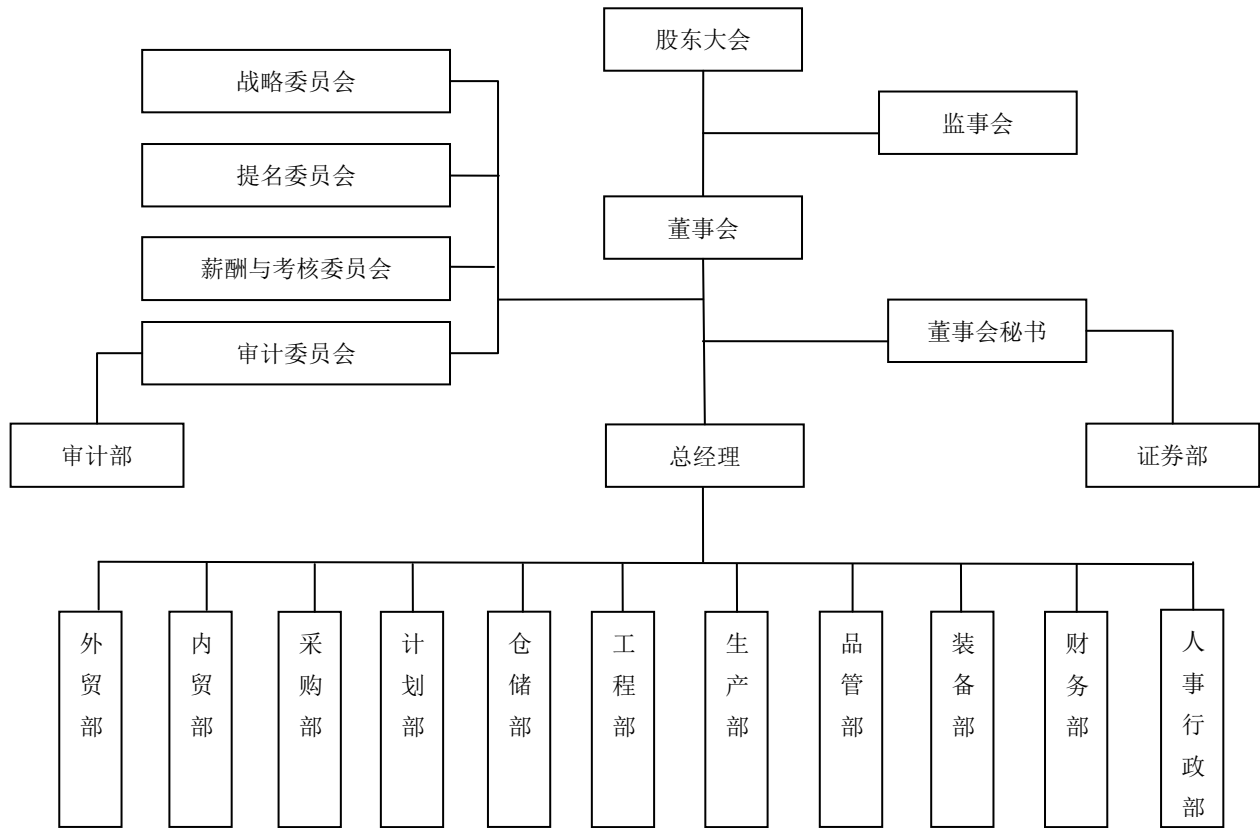 股东大会
战略委员会
监事会
提名委员会
董事会
薪酬与考核委员会
董事会秘书
审计委员会
审计部
总经理
证券部
外贸部
内贸部
采购部
计划部
仓储部
工程部
生产部
品管部
装备部
财务部
人事行政部